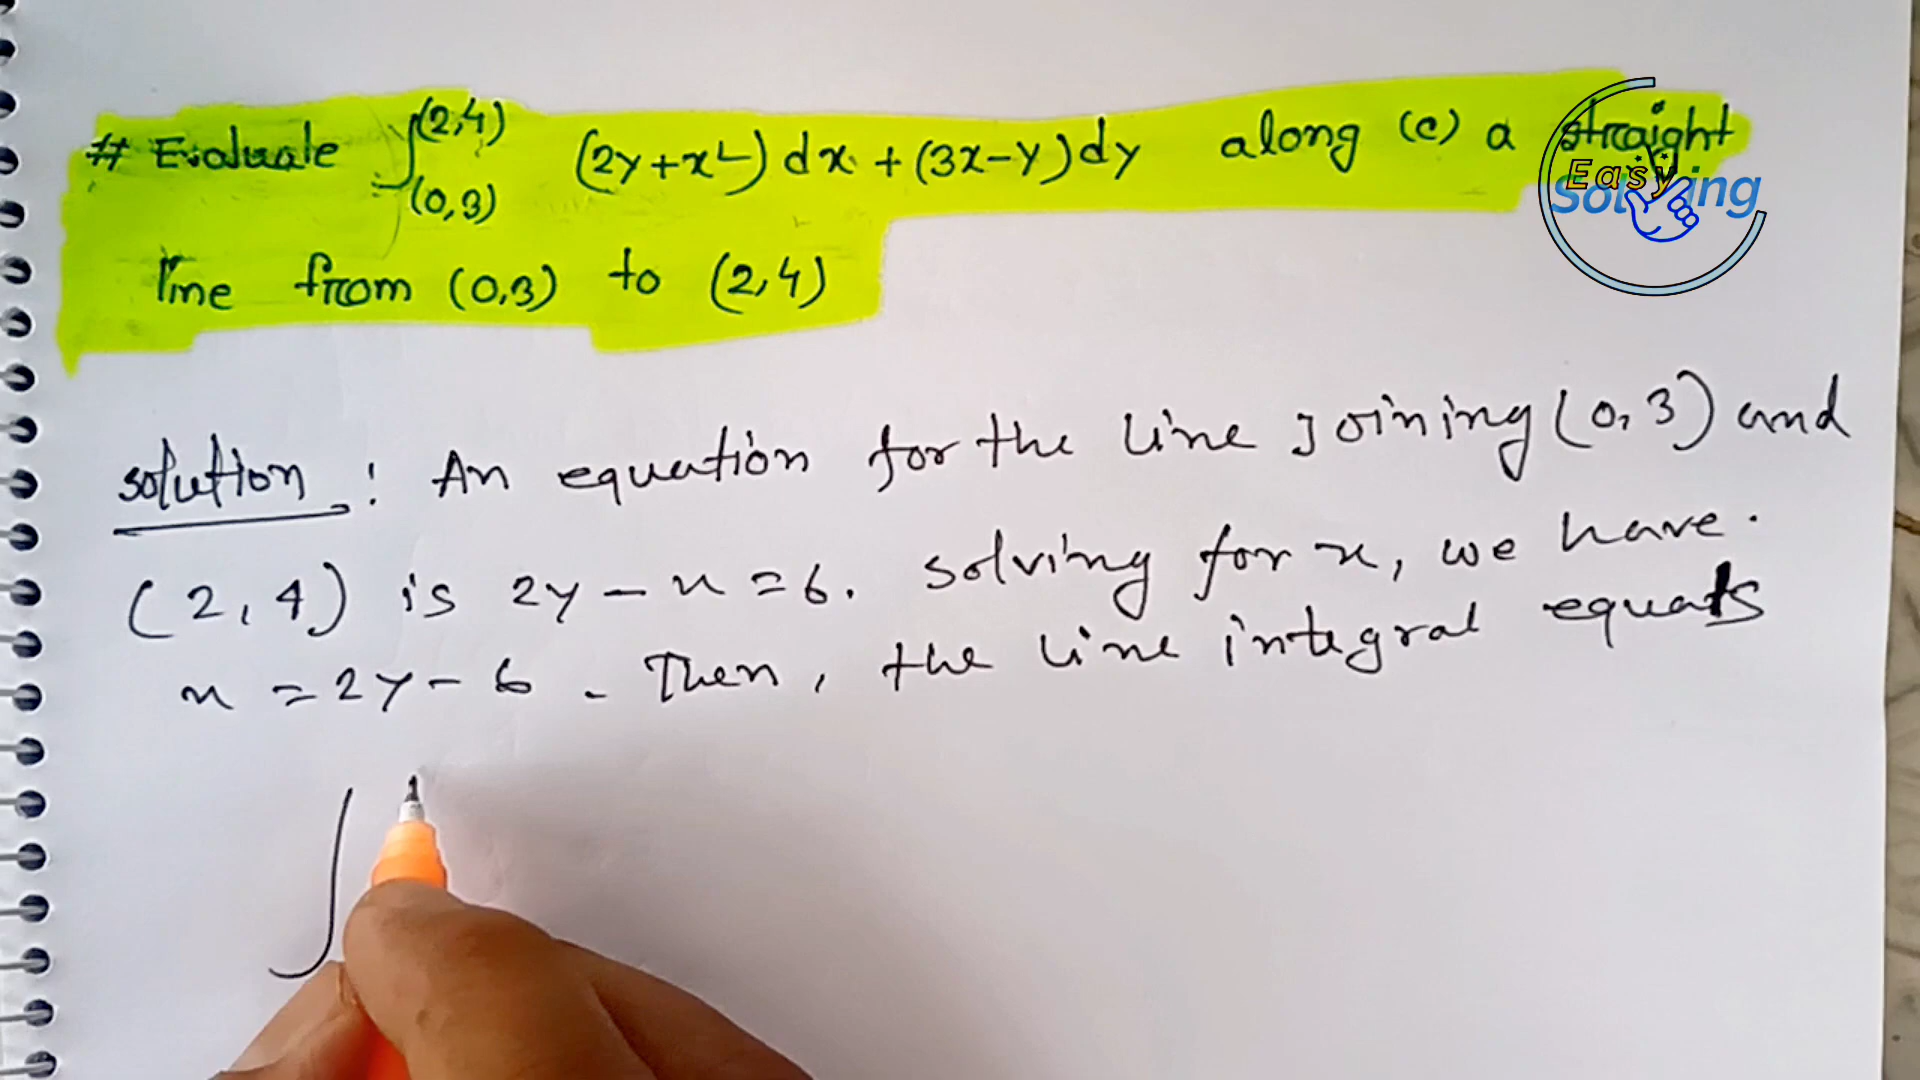 # Evaluate ∫(0,3)^(2,4) (2y+x²)dx + (3x-y)dy along (c) a straight
line from (0,3) to (2,4)
Easy
Solving
solution : An equation for the line joining (0,3) and
(2,4) is 2y-x=6. solving for x, we have.
x=2y-6. Then, the line integral equals
∫